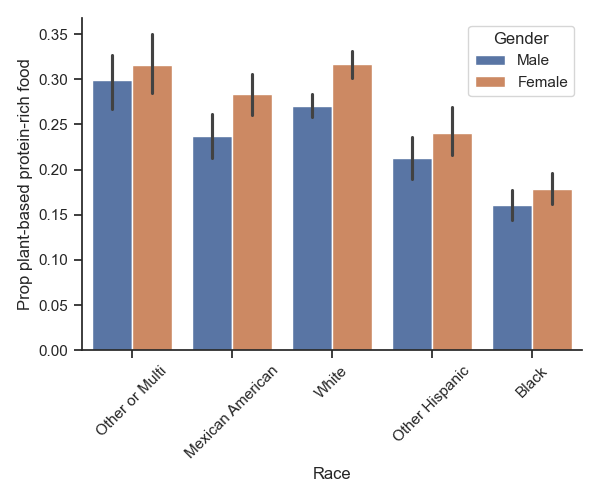 Gender
Male
Female
Prop plant-based protein-rich food
0.35
0.30
0.25
0.20
0.15
0.10
0.05
0.00
Other or Multi
Mexican American
White
Other Hispanic
Black
Race